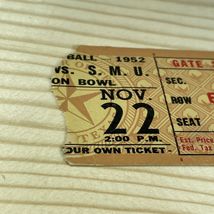 BALL — 1952
VS. S. M. U.
ON BOWL
NOV.
22
2:00 P.M.
YOUR OWN TICKET
GATE
SEC.
ROW
SEAT
Est. Price
Fed. Tax